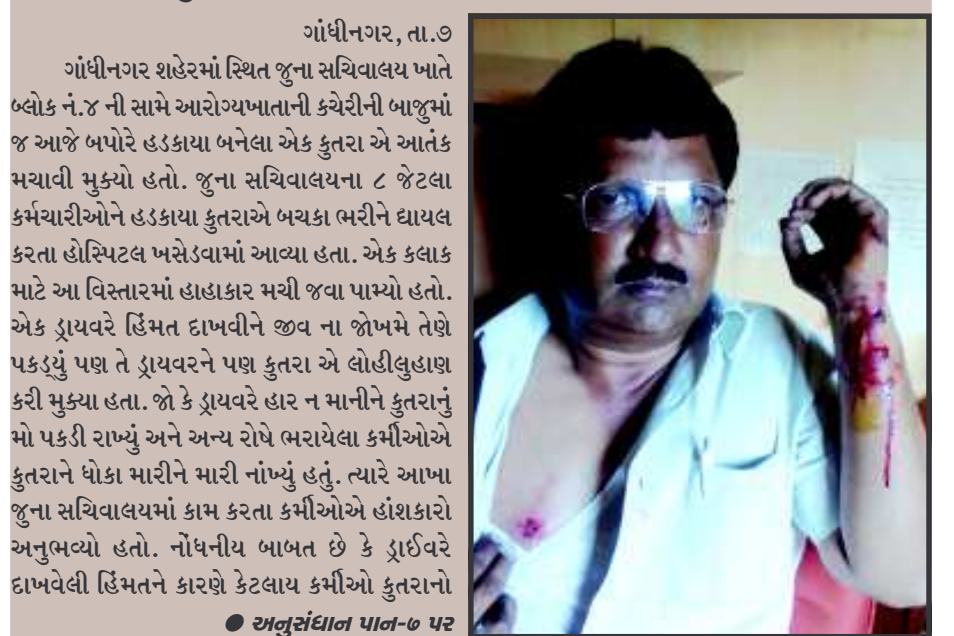 ગાંધીનગર, તા.૭
ગાંધીનગર શહેરમાં સ્થિત જુના સચિવાલય ખાતે
બ્લોક નં.૪ ની સામે આરોગ્યખાતાની કચેરીની બાજુમાં
જ આજે બપોરે હડકાયા બનેલા એક કુતરા એ આતંક
મચાવી મુક્યો હતો. જુના સચિવાલયના ૮ જેટલા
કર્મચારીઓને હડકાયા કુતરાએ બચકા ભરીને ઘાયલ
કરતા હોસ્પિટલ ખસેડવામાં આવ્યા હતા. એક કલાક
માટે આ વિસ્તારમાં હાહાકાર મચી જવા પામ્યો હતો.
એક ડ્રાયવરે હિંમત દાખવીને જીવ ના જોખમે તેણે
પકડ્યું પણ તે ડ્રાયવરને પણ કુતરા એ લોહીલુહાણ
કરી મુક્યા હતા. જો કે ડ્રાયવરે હાર ન માનીને કુતરાનું
મો પકડી રાખ્યું અને અન્ય રોષે ભરાયેલા કર્મીઓએ
કુતરાને ધોકા મારીને મારી નાંખ્યું હતું. ત્યારે આખા
જુના સચિવાલયમાં કામ કરતા કર્મીઓએ હાંશકારો
અનુભવ્યો હતો. નોંધનીય બાબત છે કે ડ્રાઈવરે
દાખવેલી હિંમતને કારણે કેટલાય કર્મીઓ કુતરાનો
● અનુસંધાન પાન-૭ પર